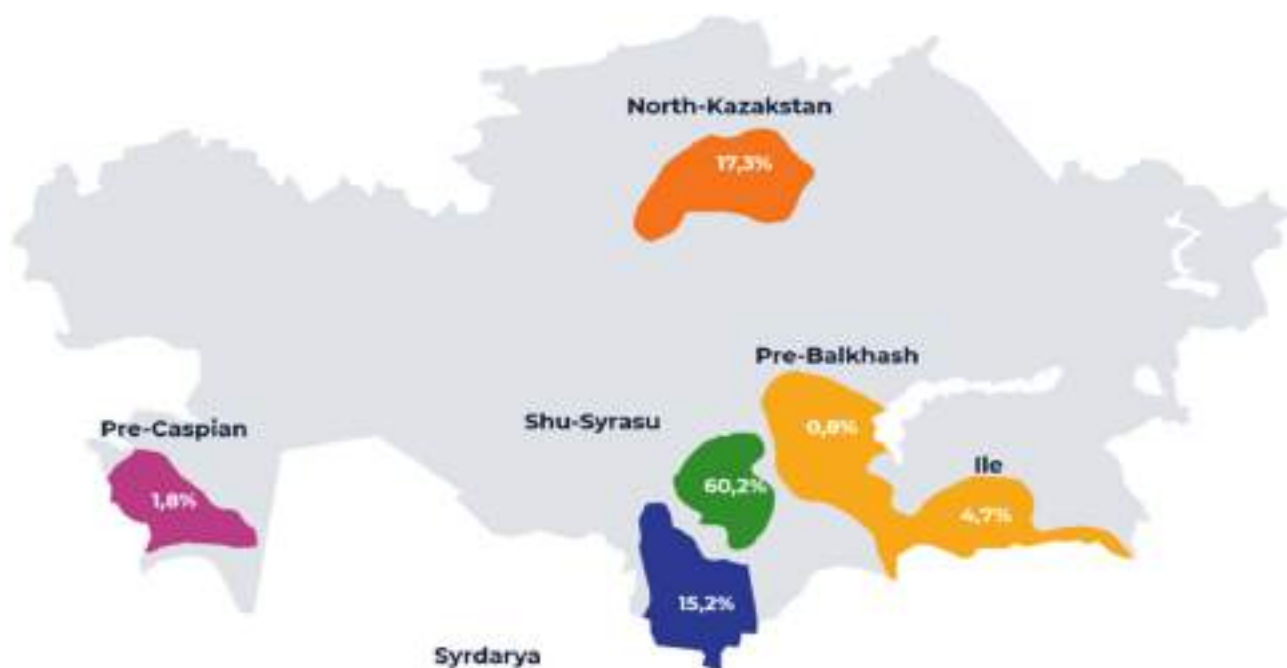 North-Kazakstan
17,3%
Pre-Balkhash
0,8%
Shu-Syrasu
60,2%
Pre-Caspian
1,8%
Ile
4,7%
15,2%
Syrdarya